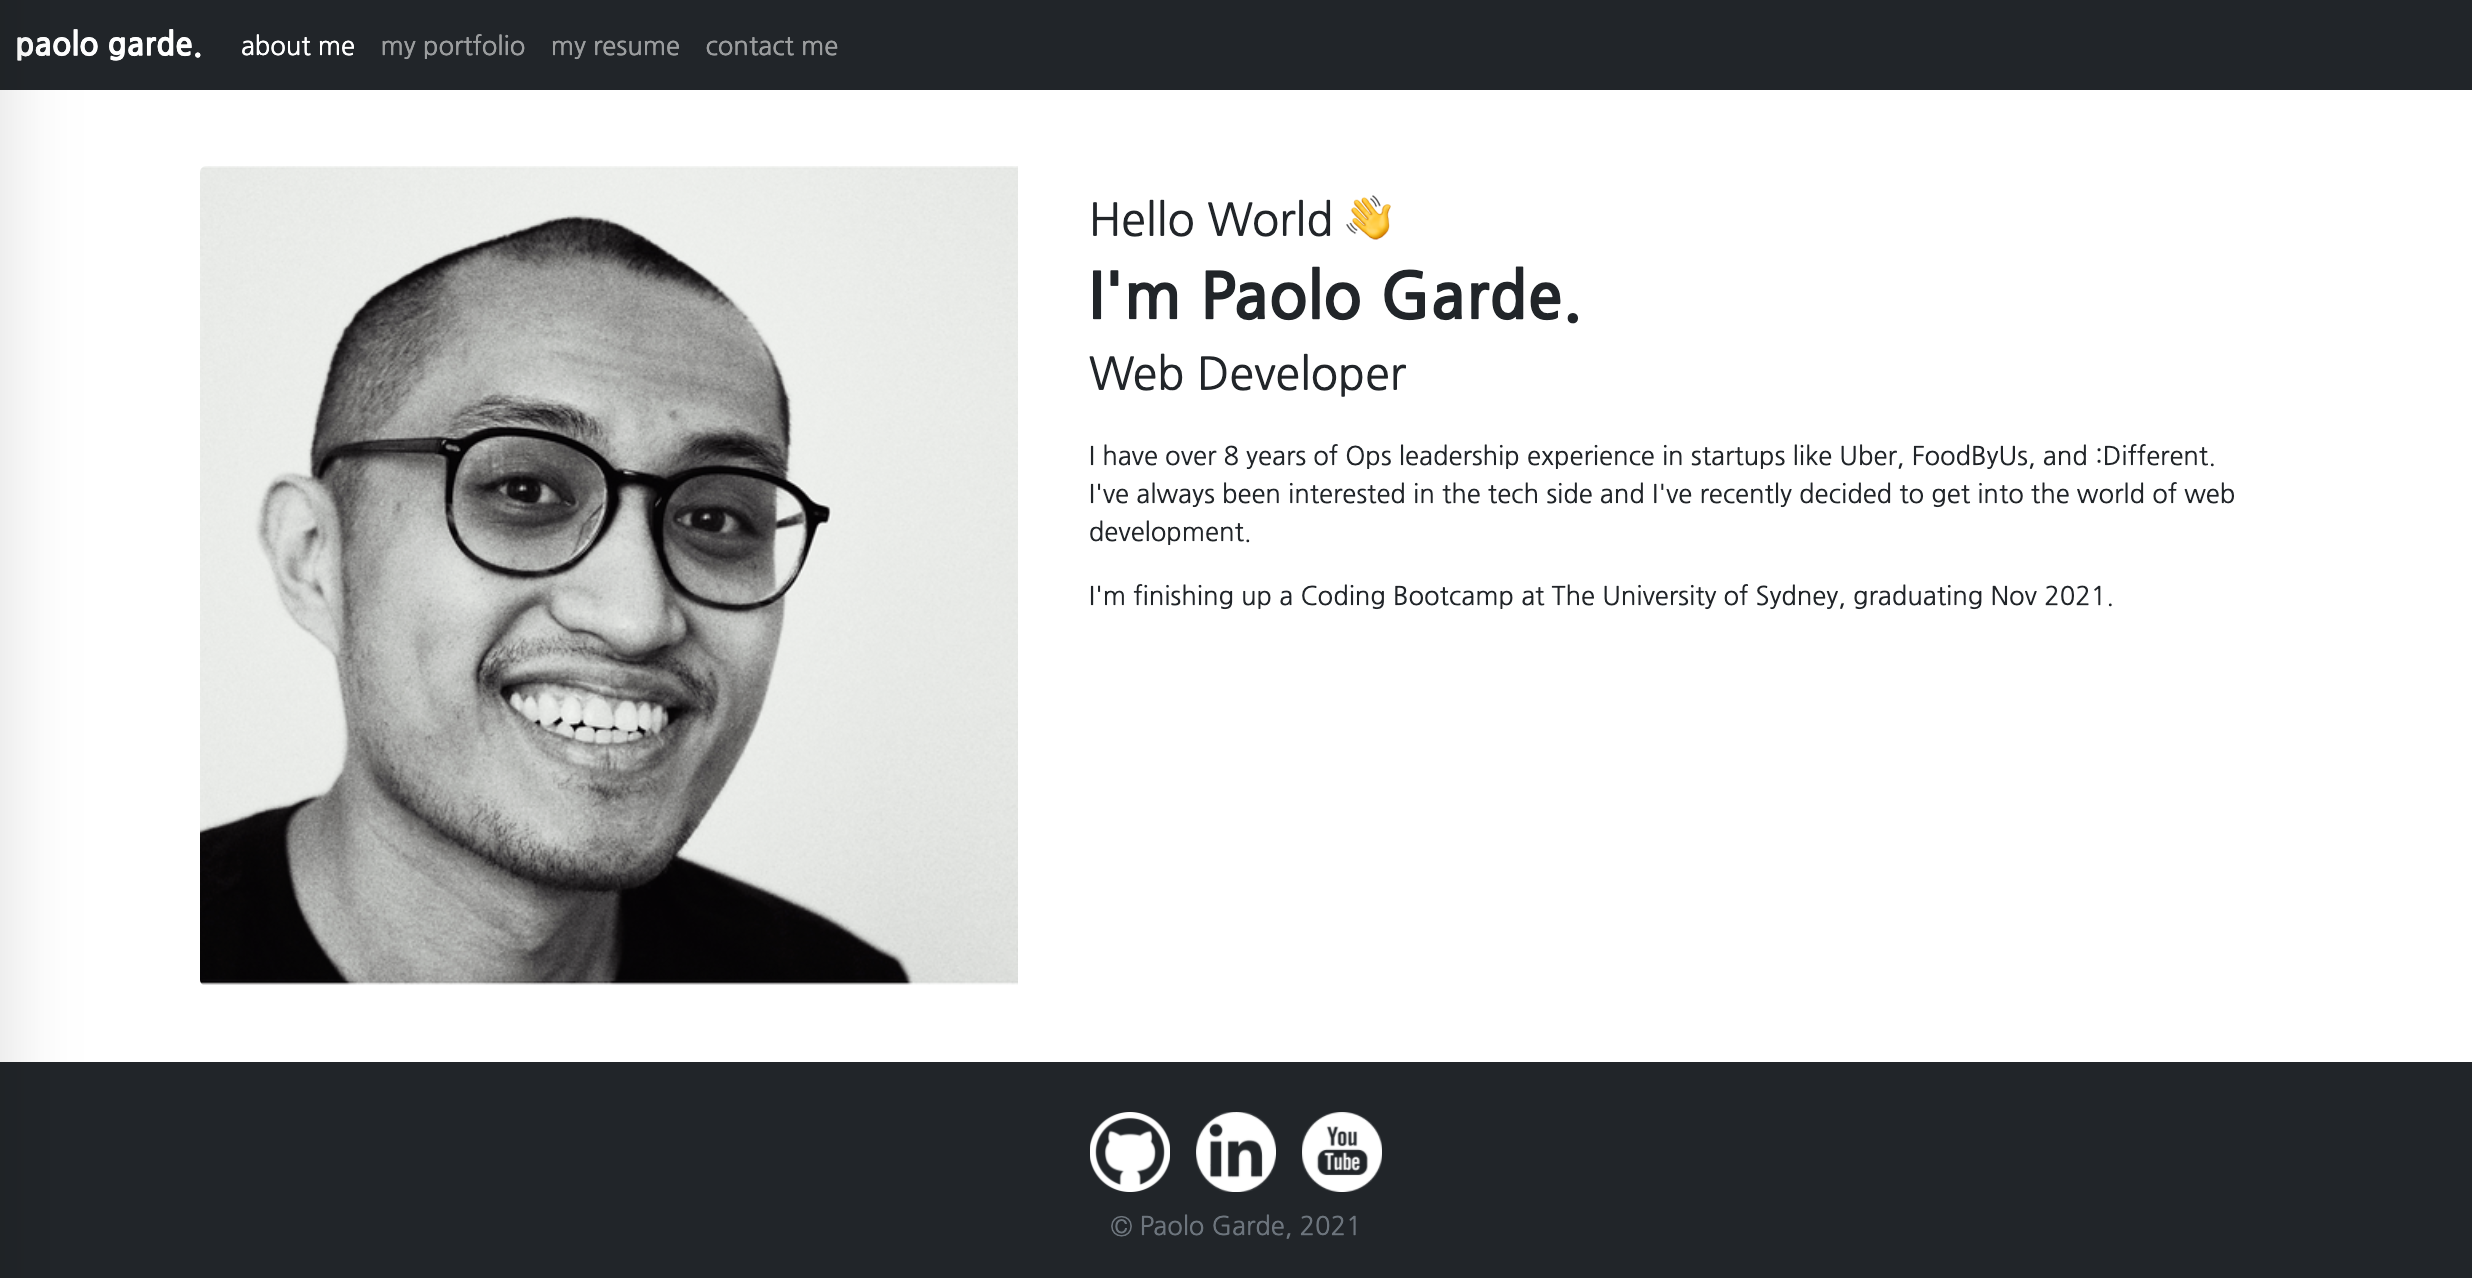 paolo garde. about me my portfolio my resume contact me
Hello World 👋
I'm Paolo Garde.
Web Developer
I have over 8 years of Ops leadership experience in startups like Uber, FoodByUs, and :Different.
I've always been interested in the tech side and I've recently decided to get into the world of web
development.
I'm finishing up a Coding Bootcamp at The University of Sydney, graduating Nov 2021.
in
You
Tube
© Paolo Garde, 2021